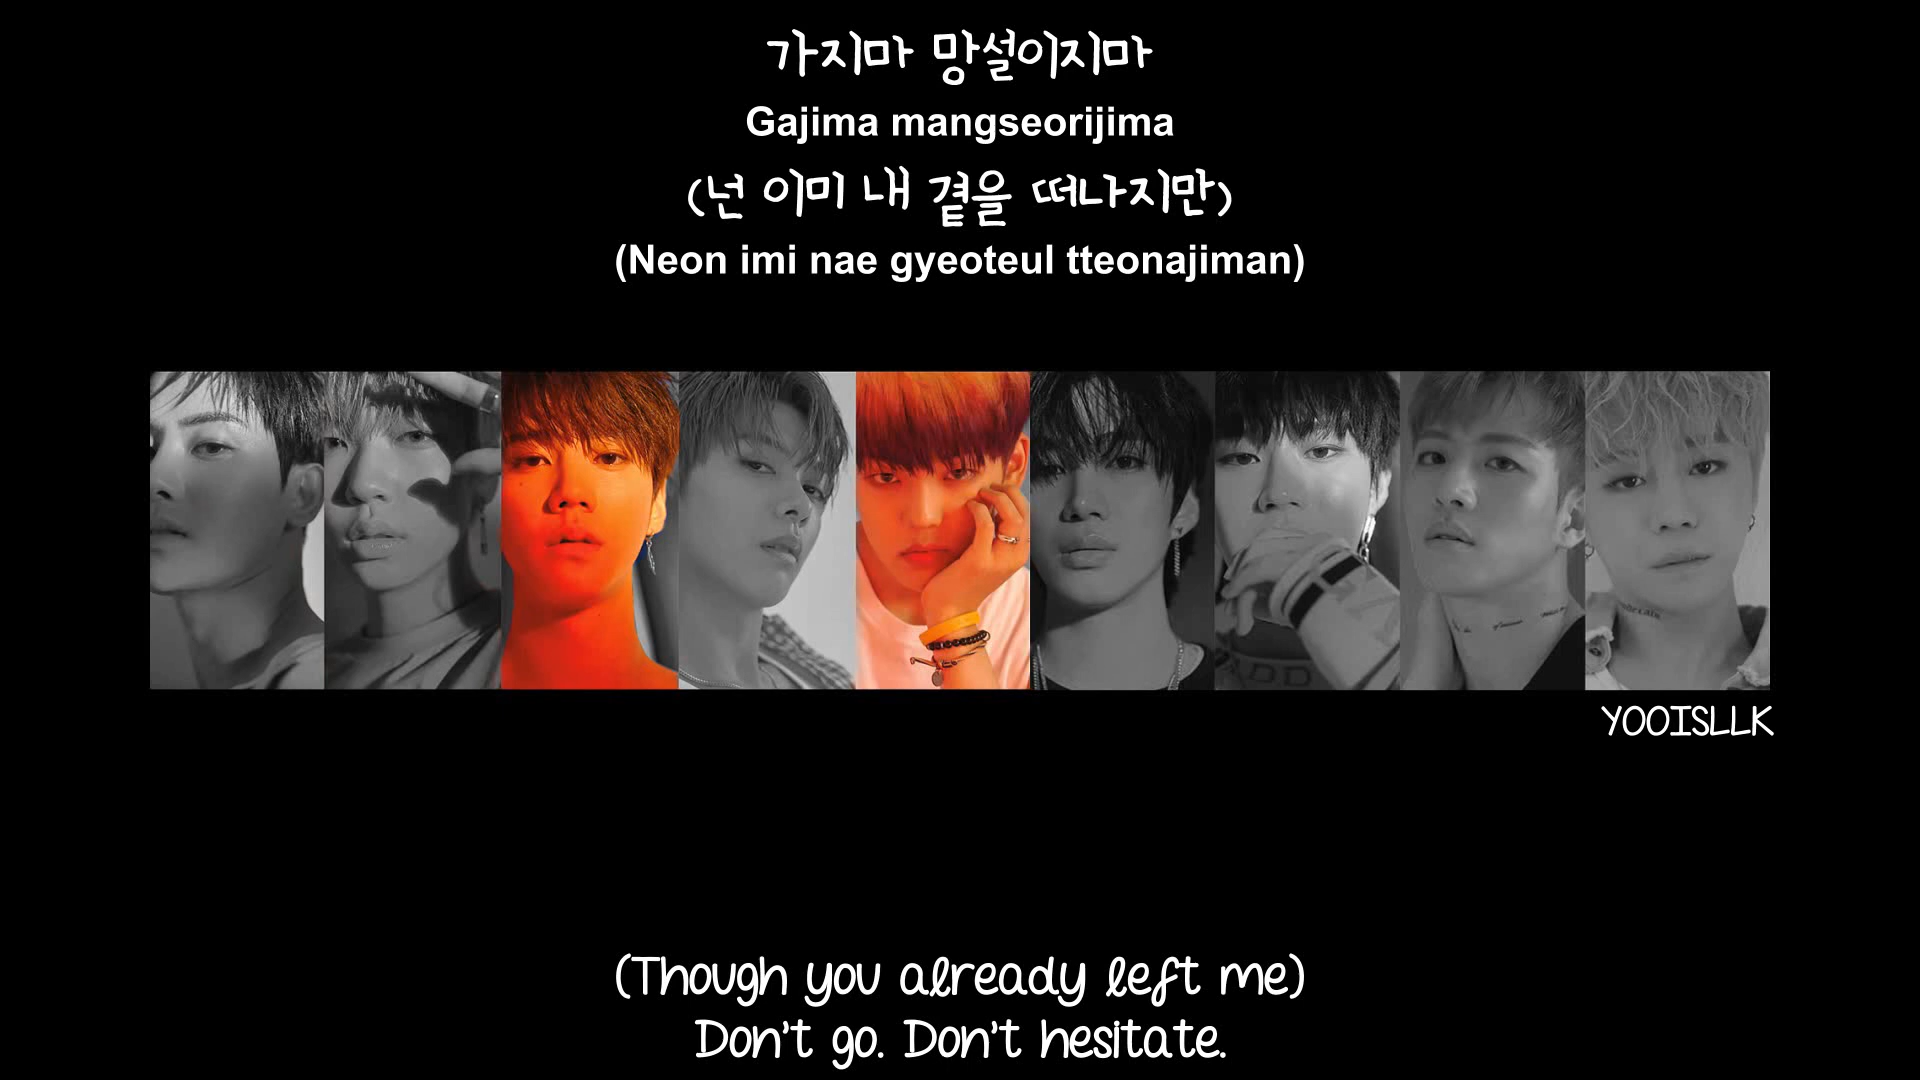 가지마 망설이지마
Gajima mangseorijima
(넌 이미 내 곁을 떠나지만)
(Neon imi nae gyeoteul tteonajiman)
YOOISLLK
(Though you already left me)
Don't go. Don't hesitate.